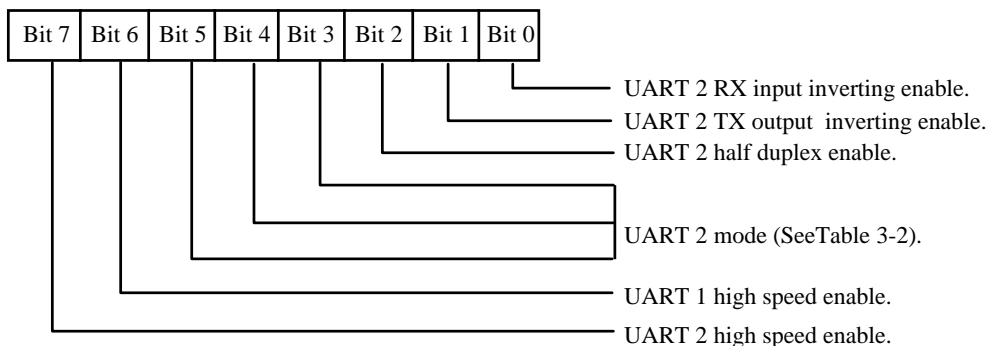 Bit 7 Bit 6 Bit 5 Bit 4 Bit 3 Bit 2 Bit 1 Bit 0
UART 2 RX input inverting enable.
UART 2 TX output inverting enable.
UART 2 half duplex enable.
UART 2 mode (SeeTable 3-2).
UART 1 high speed enable.
UART 2 high speed enable.